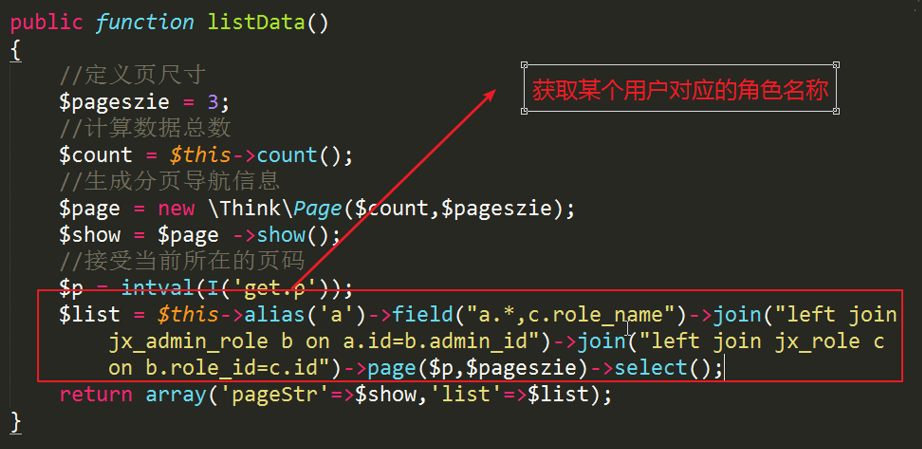 public function listData()
{
//定义页尺寸
$pageszie = 3;
//计算数据总数
$count = $this->count();
//生成分页导航信息
$page = new \Think\Page($count,$pageszie);
$show = $page ->show();
//接受当前所在的页码
$p = intval(I('get.p'));
$list = $this->alias('a')->field("a.*,c.role_name")->join("left join
jx_admin_role b on a.id=b.admin_id")->join("left join jx_role c
on b.role_id=c.id")->page($p,$pageszie)->select();
return array('pageStr'=>$show,'list'=>$list);
}
获取某个用户对应的角色名称